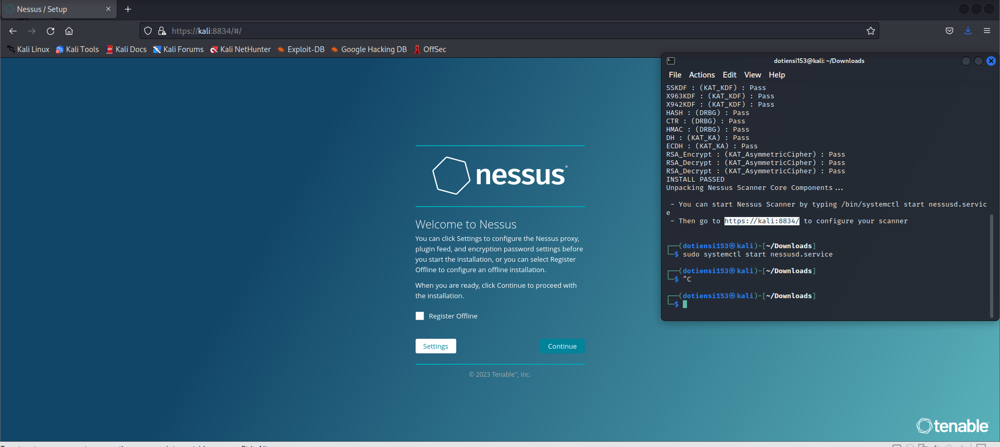 Nessus / Setup
https://kali:8834/#/
Kali Linux Kali Tools Kali Docs Kali Forums Kali NetHunter Exploit-DB Google Hacking DB OffSec
nessus®
Welcome to Nessus
You can click Settings to configure the Nessus proxy,
plugin feed, and encryption password settings before
you start the installation, or you can select Register
Offline to configure an offline installation.
When you are ready, click Continue to proceed with
the installation.
Register Offline
Settings Continue
© 2023 Tenable™, Inc.
tenable
dotiensi153@kali: ~/Downloads
File Actions Edit View Help
SSKDF : (KAT_KDF) : Pass
X963KDF : (KAT_KDF) : Pass
X942KDF : (KAT_KDF) : Pass
HASH : (DRBG) : Pass
CTR : (DRBG) : Pass
HMAC : (DRBG) : Pass
DH : (KAT_KA) : Pass
ECDH : (KAT_KA) : Pass
RSA_Encrypt : (KAT_AsymmetricCipher) : Pass
RSA_Decrypt : (KAT_AsymmetricCipher) : Pass
RSA_Decrypt : (KAT_AsymmetricCipher) : Pass
INSTALL PASSED
Unpacking Nessus Scanner Core Components...
- You can start Nessus Scanner by typing /bin/systemctl start nessusd.servic
e
- Then go to https://kali:8834/ to configure your scanner
┌──(dotiensi153㉿kali)-[~/Downloads]
└─$ sudo systemctl start nessusd.service
┌──(dotiensi153㉿kali)-[~/Downloads]
└─$ ^C
┌──(dotiensi153㉿kali)-[~/Downloads]
└─$